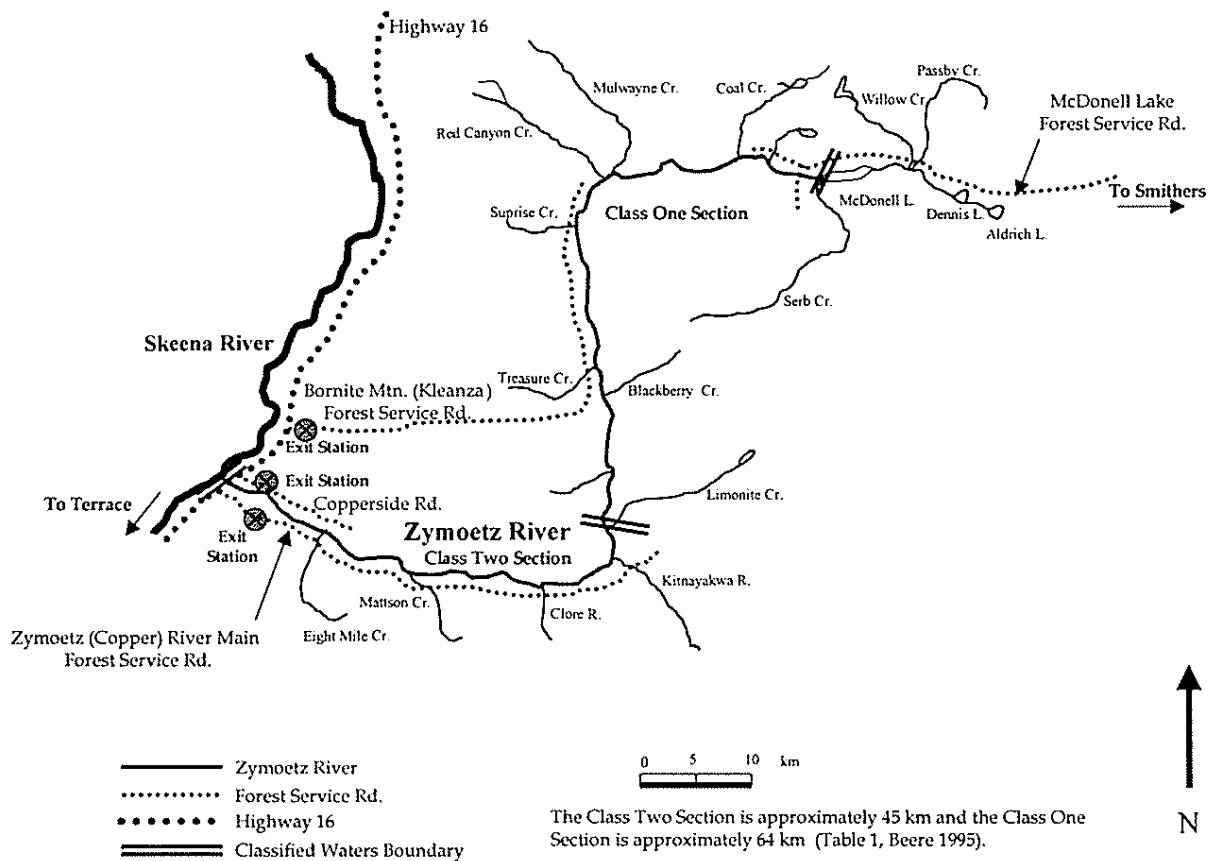 Highway 16
Mulwayne Cr.
Coal Cr.
Passby Cr.
Willow Cr.
McDonell Lake
Forest Service Rd.
Red Canyon Cr.
To Smithers
Suprise Cr.
Class One Section
McDonell L.
Dennis L.
Aldrich L.
Serb Cr.
Skeena River
Treasure Cr.
Blackberry Cr.
Bornite Mtn. (Kleanza)
Forest Service Rd.
Exit Station
Exit Station
To Terrace
Copperside Rd.
Limonite Cr.
Exit
Station
Zymoetz River
Class Two Section
Kitnayakwa R.
Mattson Cr.
Clore R.
Eight Mile Cr.
Zymoetz (Copper) River Main
Forest Service Rd.
Zymoetz River
Forest Service Rd.
Highway 16
Classified Waters Boundary
0 5 10 km
The Class Two Section is approximately 45 km and the Class One
Section is approximately 64 km (Table 1, Beere 1995).
N